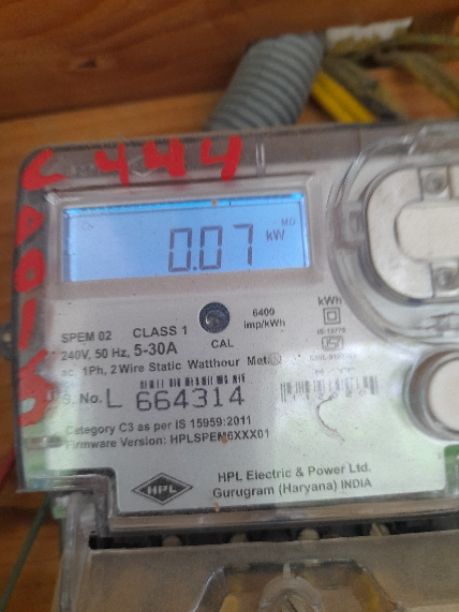 C 444
MD
0.07 kW
SPEM 02 CLASS 1
240V, 50 Hz, 5-30A
CAL
6400
imp/kWh
kWh
ac, 1Ph, 2 Wire Static Watthour
S. No. L 664314
Category C3 as per IS 15959:2011
Firmware Version: HPLSPEM6XXX01
HPL
HPL Electric & Power Ltd.
Gurugram (Haryana) INDIA